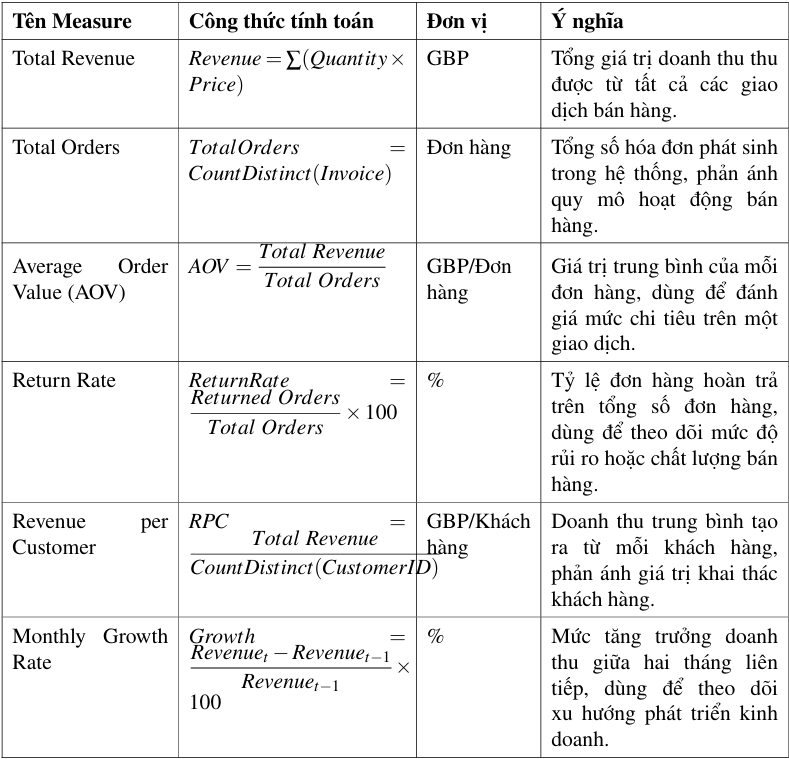 Tên Measure Công thức tính toán Đơn vị Ý nghĩa
Total Revenue Revenue = ∑(Quantity × GBP Tổng giá trị doanh thu thu
Price) được từ tất cả các giao
dịch bán hàng.
Total Orders TotalOrders = Đơn hàng Tổng số hóa đơn phát sinh
CountDistinct(Invoice) trong hệ thống, phản ánh
quy mô hoạt động bán
hàng.
Average Order AOV = Total Revenue / Total Orders GBP/Đơn Giá trị trung bình của mỗi
Value (AOV) hàng đơn hàng, dùng để đánh
giá mức chi tiêu trên một
giao dịch.
Return Rate ReturnRate = % Tỷ lệ đơn hàng hoàn trả
Returned Orders / Total Orders × 100 trên tổng số đơn hàng,
dùng để theo dõi mức độ
rủi ro hoặc chất lượng bán
hàng.
Revenue per RPC = GBP/Khách Doanh thu trung bình tạo
Customer Total Revenue / CountDistinct(CustomerID) hàng ra từ mỗi khách hàng,
phản ánh giá trị khai thác
khách hàng.
Monthly Growth Growth = % Mức tăng trưởng doanh
Rate Revenue_t − Revenue_{t−1} / Revenue_{t−1} × thu giữa hai tháng liên
100 tiếp, dùng để theo dõi
xu hướng phát triển kinh
doanh.